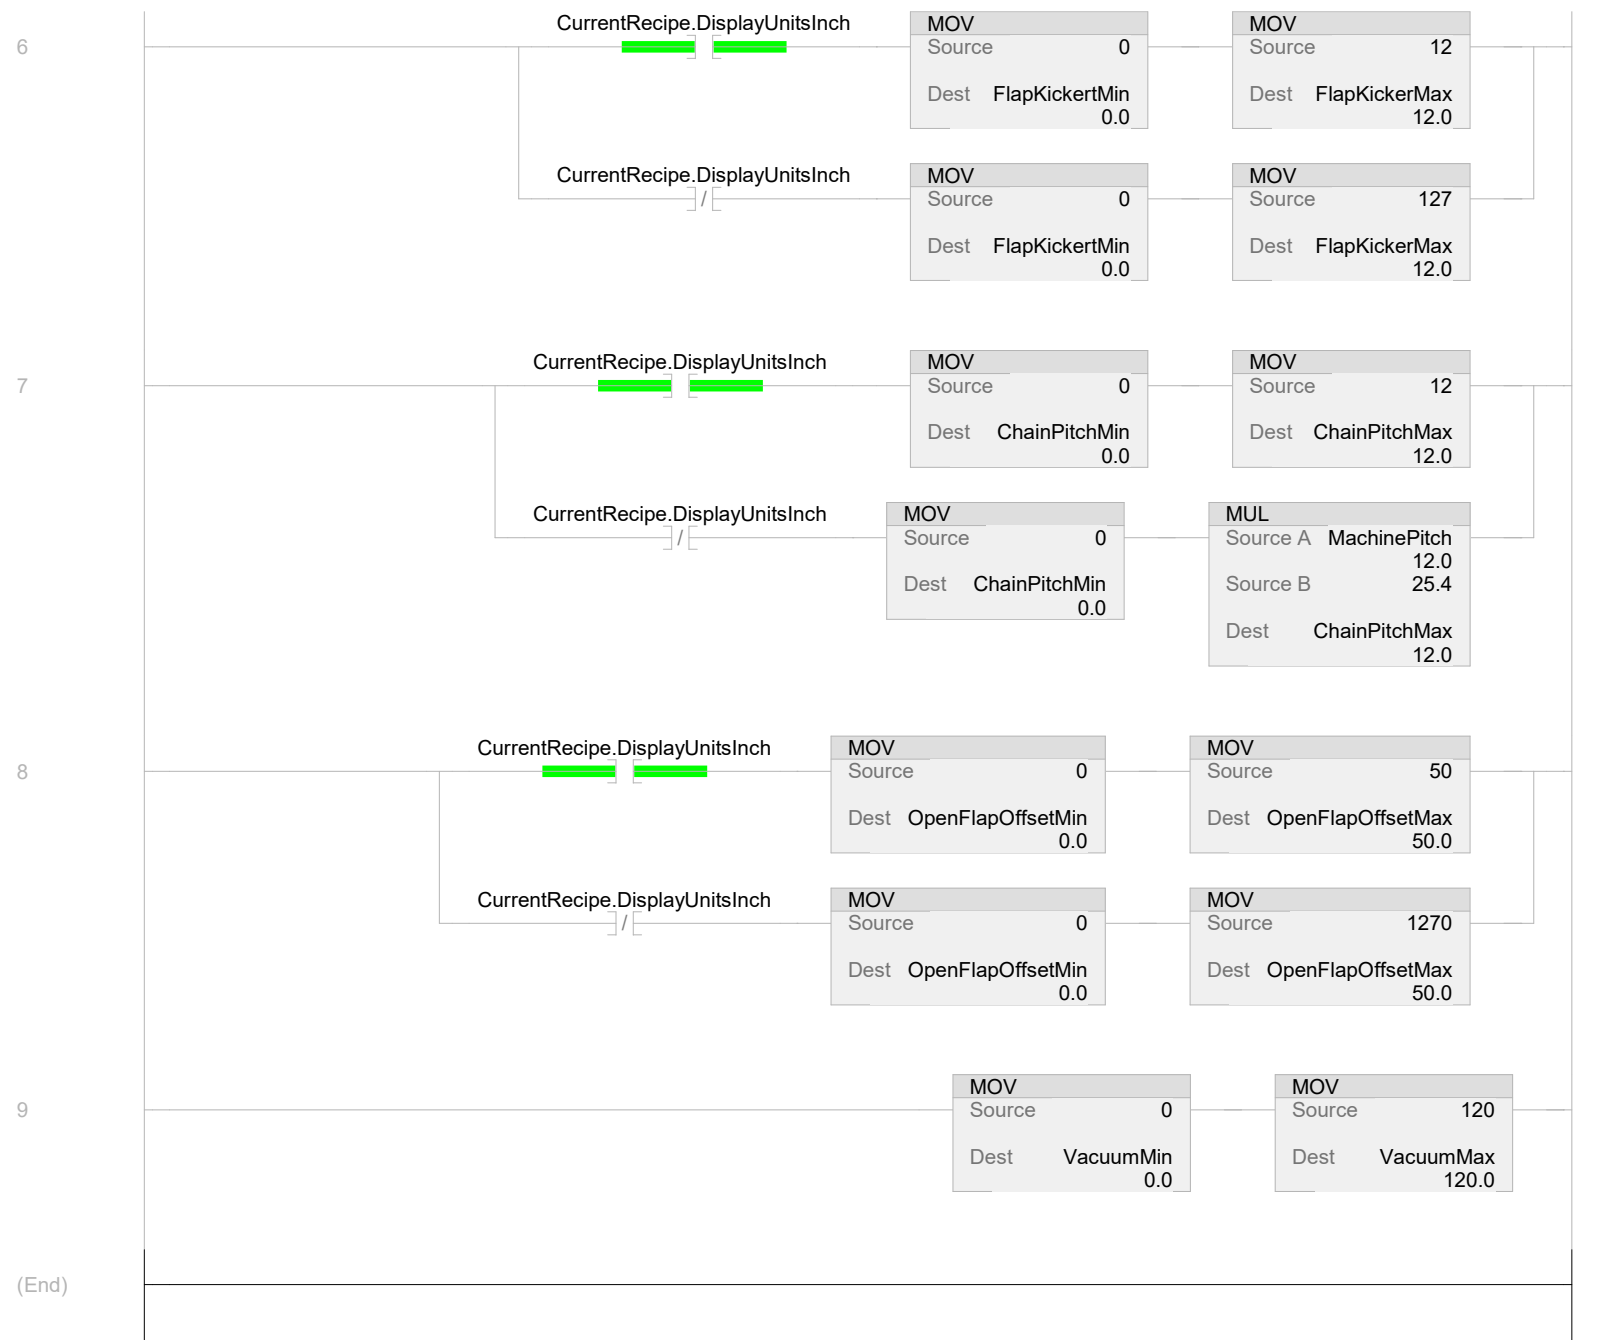 6
CurrentRecipe.DisplayUnitsInch
MOV
Source 0
Dest FlapKickertMin
0.0
MOV
Source 12
Dest FlapKickerMax
12.0
CurrentRecipe.DisplayUnitsInch
/
MOV
Source 0
Dest FlapKickertMin
0.0
MOV
Source 127
Dest FlapKickerMax
12.0
7
CurrentRecipe.DisplayUnitsInch
MOV
Source 0
Dest ChainPitchMin
0.0
MOV
Source 12
Dest ChainPitchMax
12.0
CurrentRecipe.DisplayUnitsInch
/
MOV
Source 0
Dest ChainPitchMin
0.0
MUL
Source A MachinePitch
12.0
Source B 25.4
Dest ChainPitchMax
12.0
8
CurrentRecipe.DisplayUnitsInch
MOV
Source 0
Dest OpenFlapOffsetMin
0.0
MOV
Source 50
Dest OpenFlapOffsetMax
50.0
CurrentRecipe.DisplayUnitsInch
/
MOV
Source 0
Dest OpenFlapOffsetMin
0.0
MOV
Source 1270
Dest OpenFlapOffsetMax
50.0
9
MOV
Source 0
Dest VacuumMin
0.0
MOV
Source 120
Dest VacuumMax
120.0
(End)